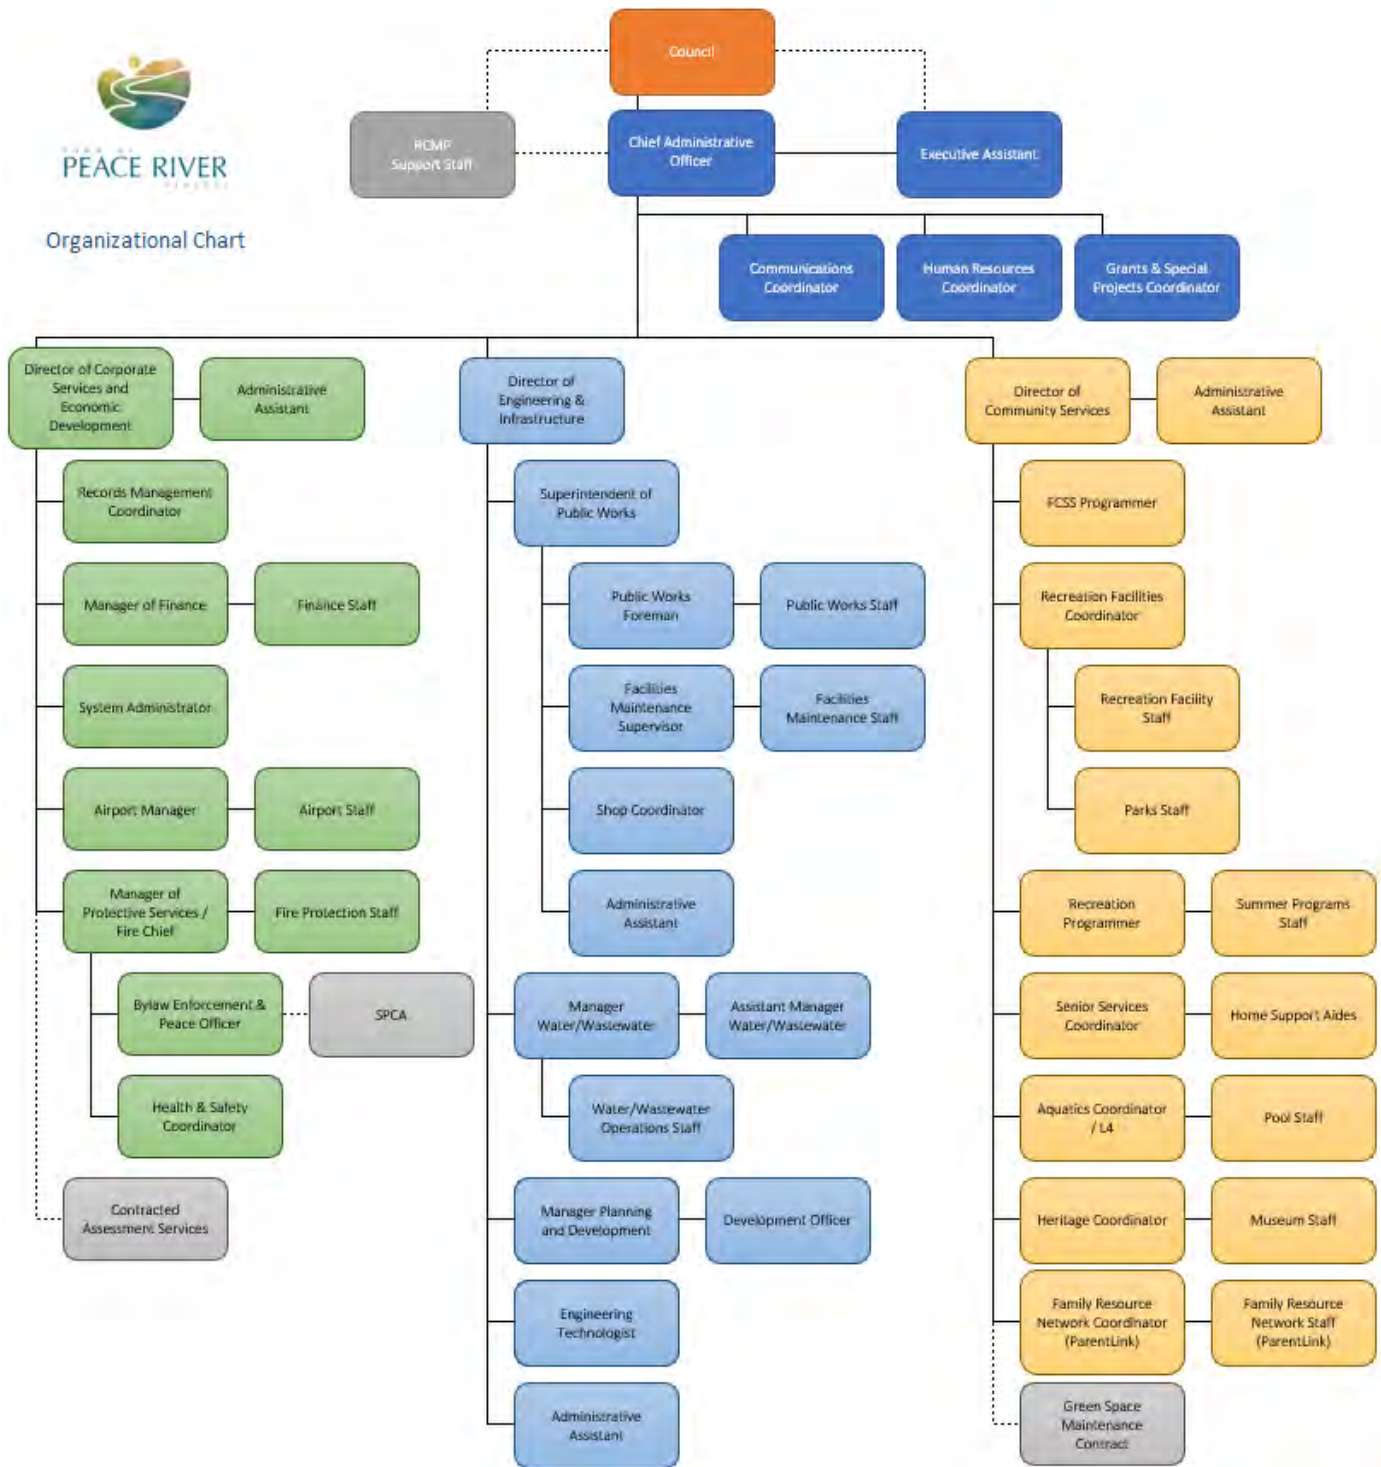 Council
TOWN OF
PEACE RIVER
ALBERTA
Organizational Chart
RCMP
Support Staff
Chief Administrative
Officer
Executive Assistant
Communications
Coordinator
Human Resources
Coordinator
Grants & Special
Projects Coordinator
Director of Corporate
Services and
Economic
Development
Administrative
Assistant
Records Management
Coordinator
Manager of Finance
Finance Staff
System Administrator
Airport Manager
Airport Staff
Manager of
Protective Services /
Fire Chief
Fire Protection Staff
Bylaw Enforcement &
Peace Officer
SPCA
Health & Safety
Coordinator
Contracted
Assessment Services
Director of
Engineering &
Infrastructure
Superintendent of
Public Works
Public Works
Foreman
Public Works Staff
Facilities
Maintenance
Supervisor
Facilities
Maintenance Staff
Shop Coordinator
Administrative
Assistant
Manager
Water/Wastewater
Assistant Manager
Water/Wastewater
Water/Wastewater
Operations Staff
Manager Planning
and Development
Development Officer
Engineering
Technologist
Administrative
Assistant
Director of
Community Services
Administrative
Assistant
FCSS Programmer
Recreation Facilities
Coordinator
Recreation Facility
Staff
Parks Staff
Recreation
Programmer
Summer Programs
Staff
Senior Services
Coordinator
Home Support Aides
Aquatics Coordinator
/ L4
Pool Staff
Heritage Coordinator
Museum Staff
Family Resource
Network Coordinator
(ParentLink)
Family Resource
Network Staff
(ParentLink)
Green Space
Maintenance
Contract